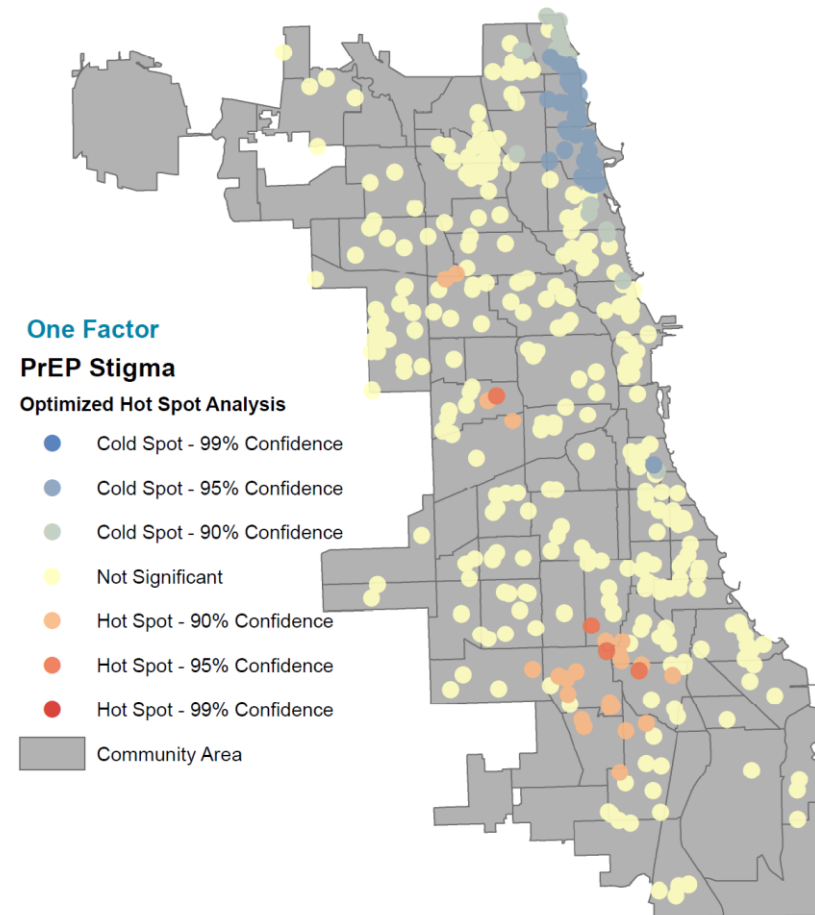 One Factor
PrEP Stigma
Optimized Hot Spot Analysis
Cold Spot - 99% Confidence
Cold Spot - 95% Confidence
Cold Spot - 90% Confidence
Not Significant
Hot Spot - 90% Confidence
Hot Spot - 95% Confidence
Hot Spot - 99% Confidence
Community Area